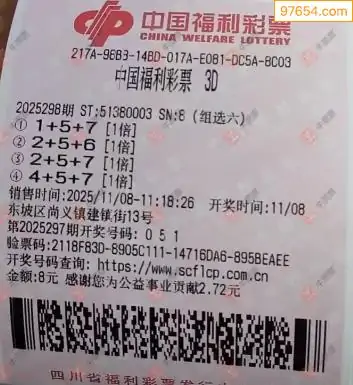 97654.com
中国福利彩票
CHINA WELFARE LOTTERY
217A-9EB3-14BD-017A-E0B1-DC5A-8C03
中国福利彩票 3D
2025298期 ST:51380003 SN:8 (组选六)
① 1+5+7 [1倍]
② 2+5+6 [1倍]
③ 2+5+7 [1倍]
④ 4+5+7 [1倍]
销售时间:2025/11/08-11:18:26 开奖时间:11/08
东坡区尚义镇建镇街13号
第2025297期开奖号码: 0 5 1
验票码:2118F83D-8905C111-14716DA6-895BEAEE
开奖号码查询: https://www.scflcp.com.cn
金额:8元 感谢您为公益事业贡献2.72元
四川省福利彩票发行